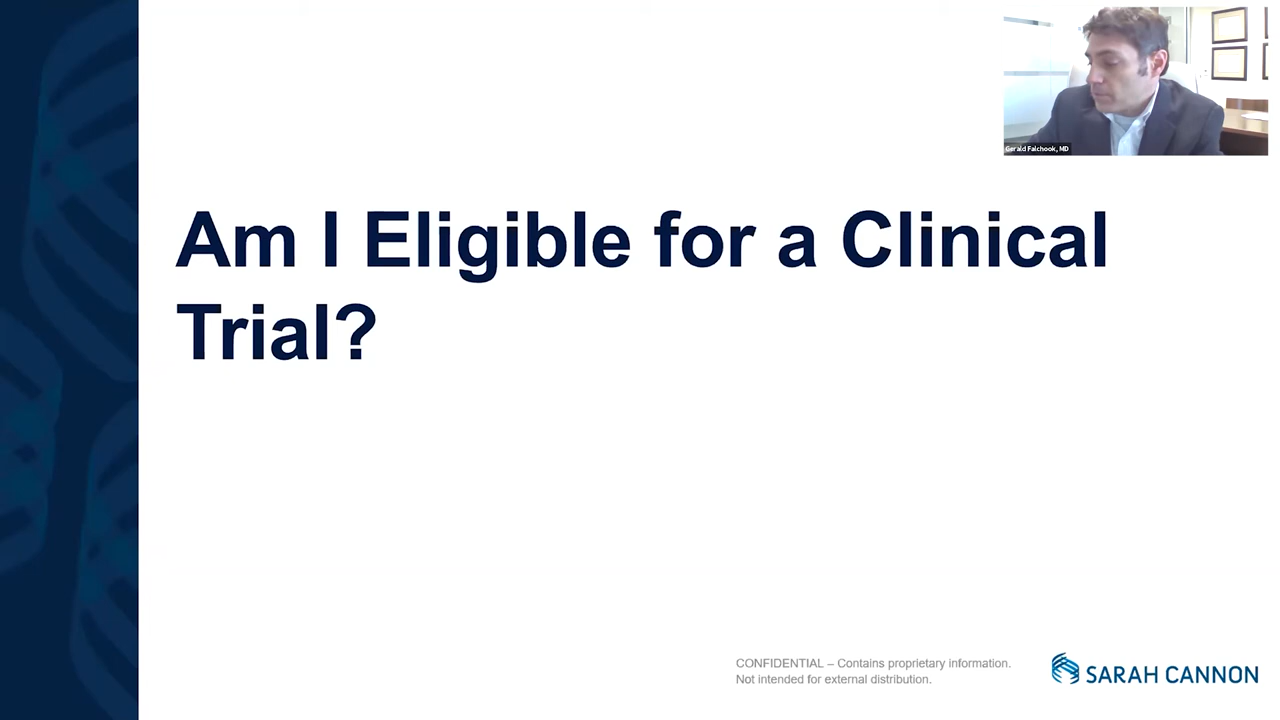 Gerald Falchook, MD
Am I Eligible for a Clinical
Trial?
CONFIDENTIAL – Contains proprietary information.
Not intended for external distribution.
SARAH CANNON